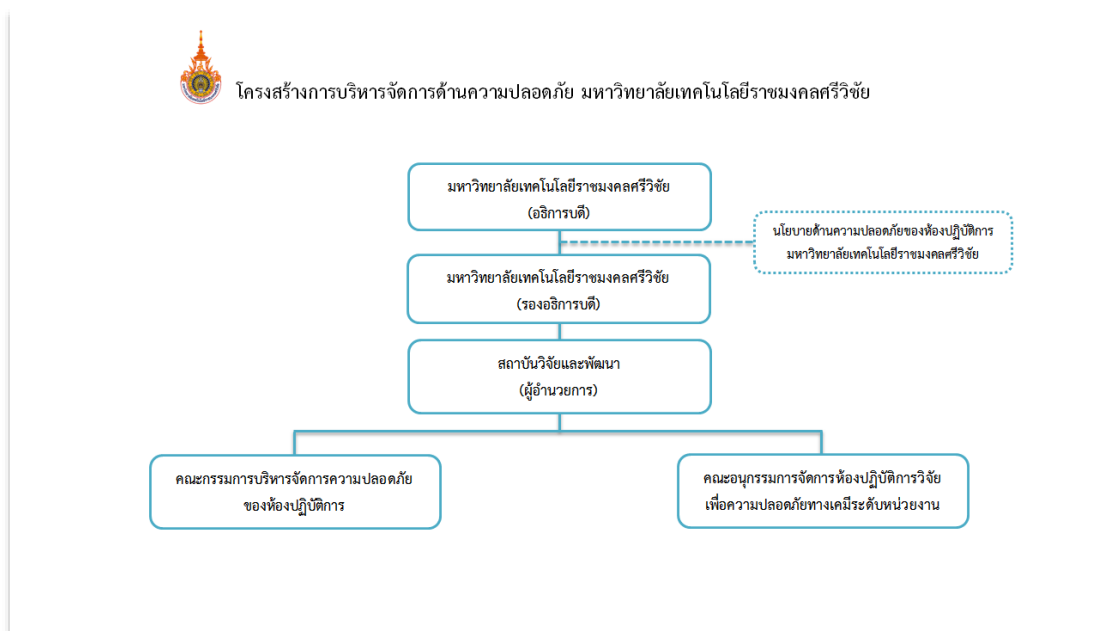 โครงสร้างการบริหารจัดการด้านความปลอดภัย มหาวิทยาลัยเทคโนโลยีราชมงคลศรีวิชัย
มหาวิทยาลัยเทคโนโลยีราชมงคลศรีวิชัย
(อธิการบดี)
นโยบายด้านความปลอดภัยของห้องปฏิบัติการ
มหาวิทยาลัยเทคโนโลยีราชมงคลศรีวิชัย
มหาวิทยาลัยเทคโนโลยีราชมงคลศรีวิชัย
(รองอธิการบดี)
สถาบันวิจัยและพัฒนา
(ผู้อำนวยการ)
คณะกรรมการบริหารจัดการความปลอดภัย
ของห้องปฏิบัติการ
คณะอนุกรรมการจัดการห้องปฏิบัติการวิจัย
เพื่อความปลอดภัยทางเคมีระดับหน่วยงาน